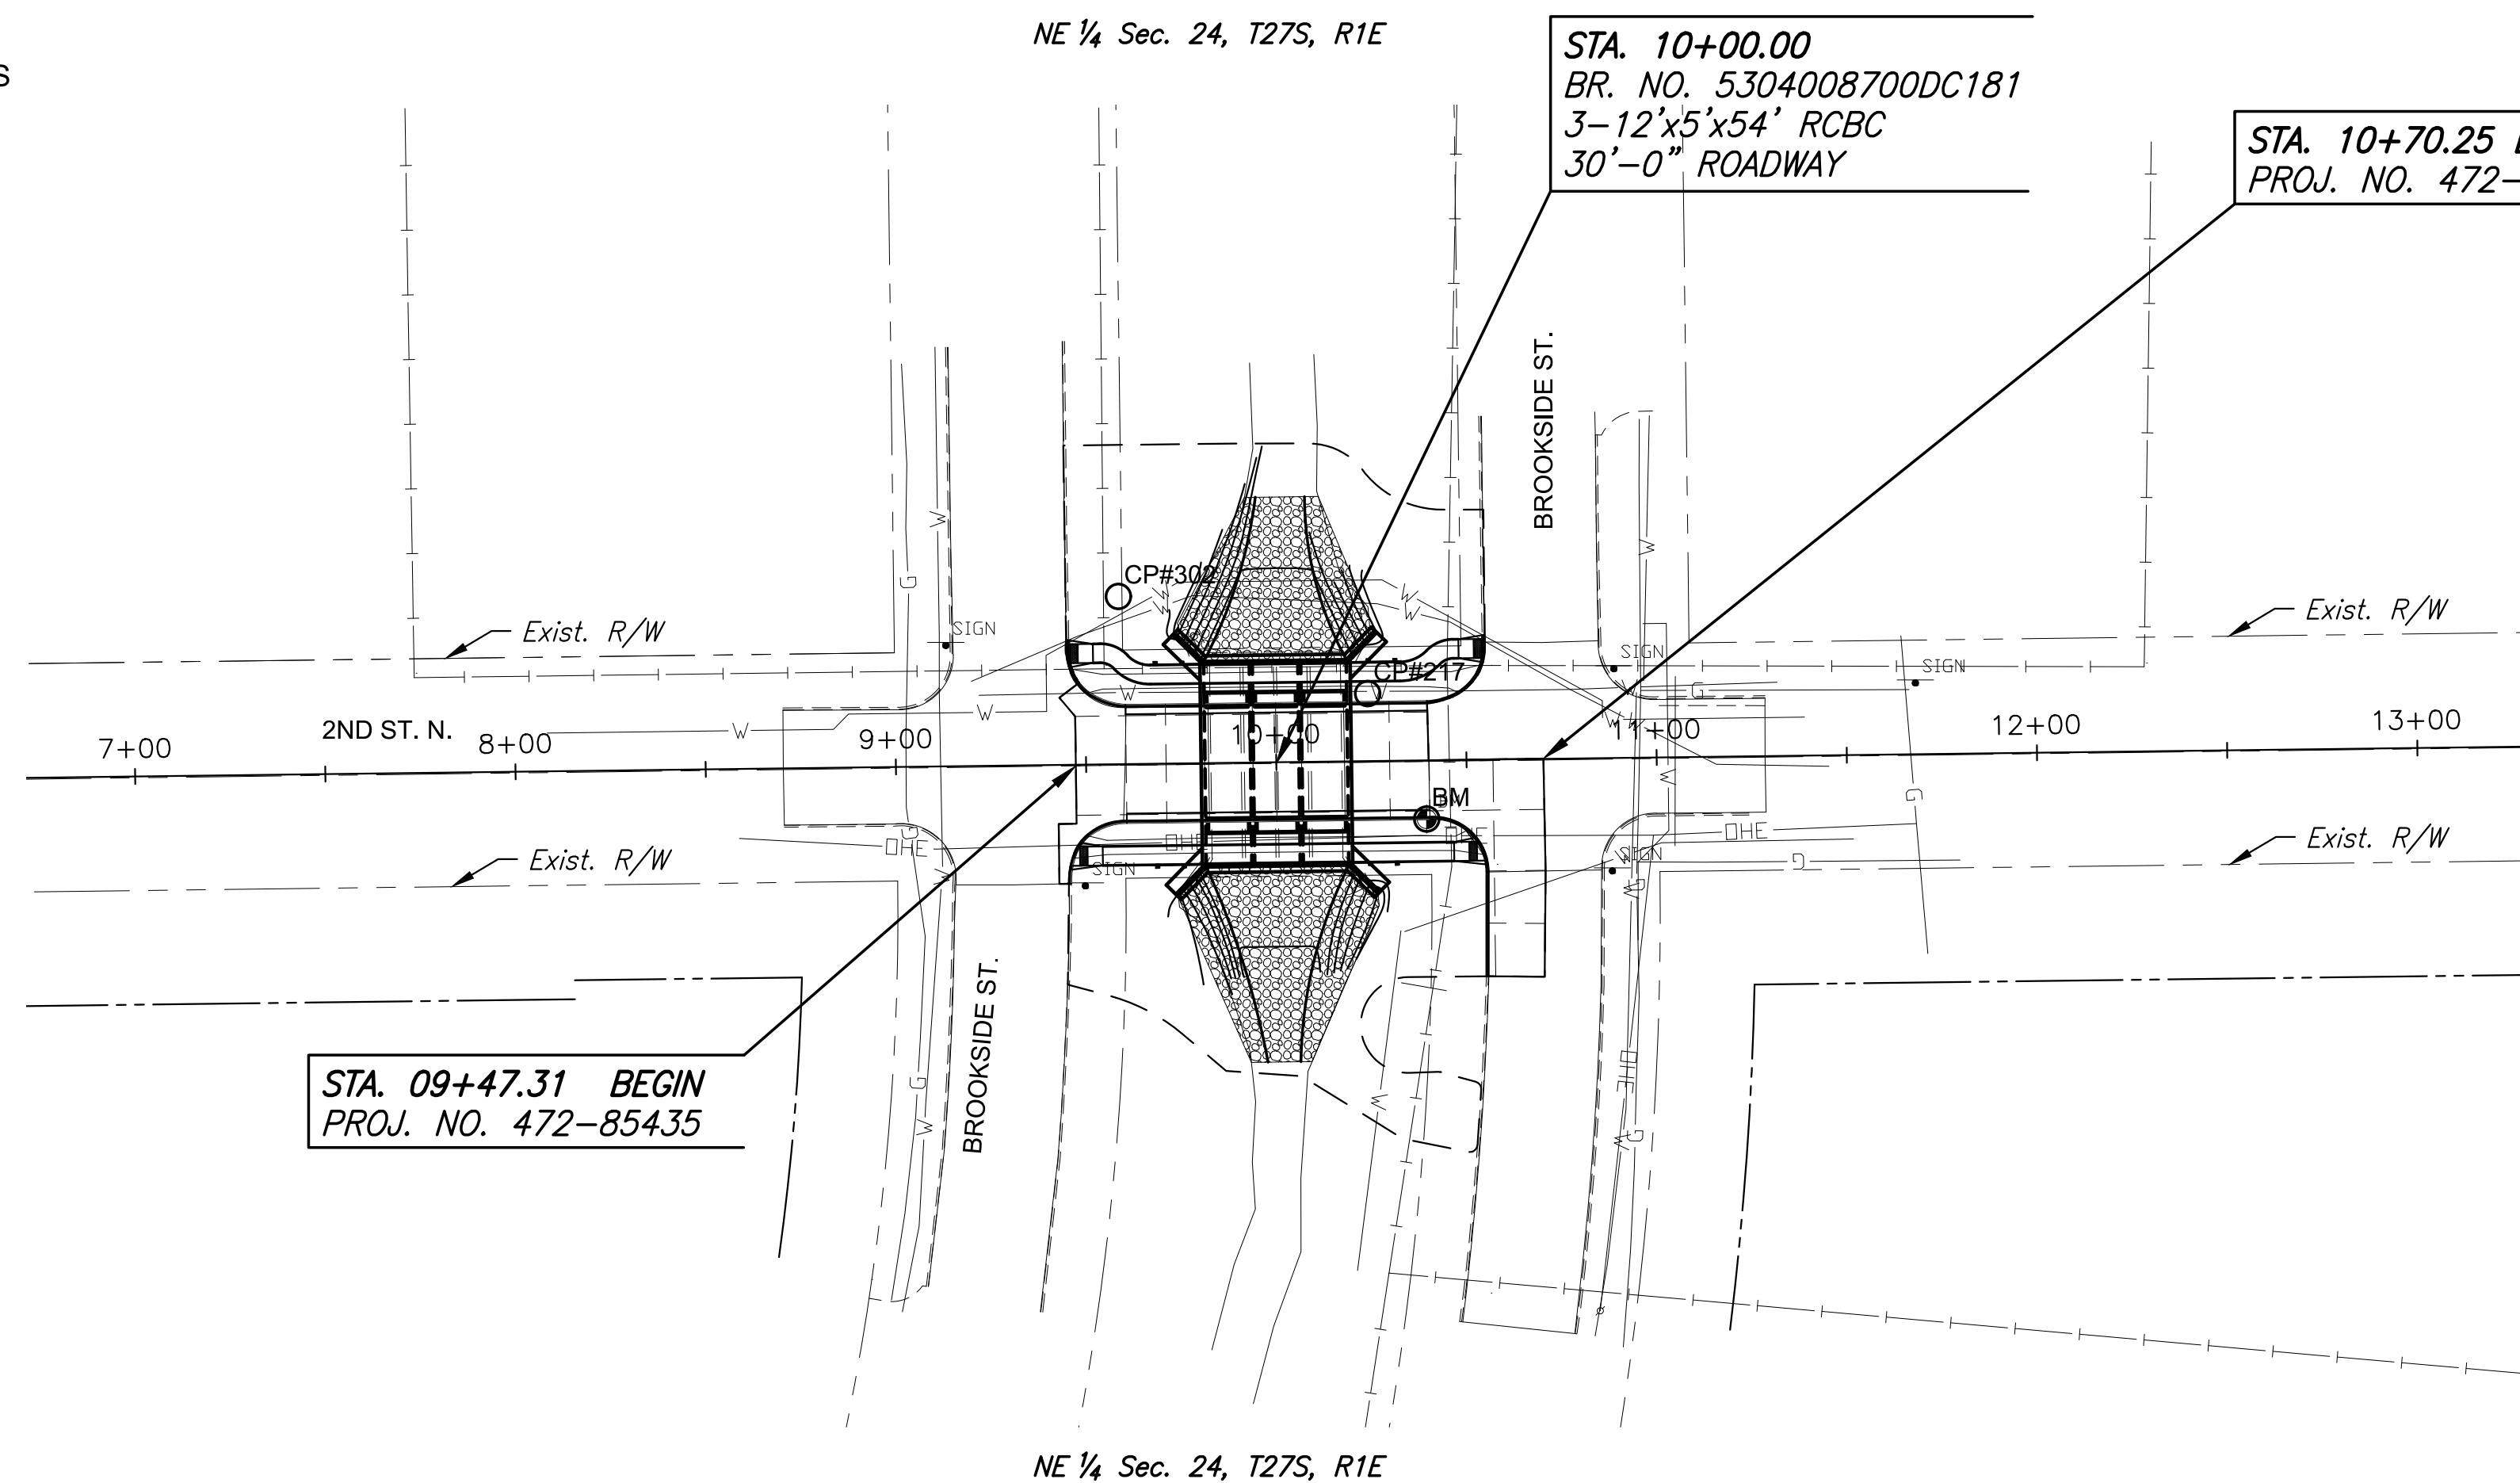 S
NE 1/4 Sec. 24, T27S, R1E
STA. 10+00.00
BR. NO. 5304008700DC181
3-12'x5'x54' RCBC
30'-0" ROADWAY
STA. 10+70.25
PROJ. NO. 472-
BROOKSIDE ST.
W
W
G
CP#302
W
W
W
W
Exist. R/W
SIGN
Exist. R/W
SIGN
SIGN
CP#217
W
W
W
G
W
W
W
W
2ND ST. N.
7+00
8+00
9+00
10+00
11+00
12+00
13+00
W
G
BM
G
OHE
OHE
OHE
OHE
Exist. R/W
Exist. R/W
SIGN
SIGN
W
W
G
G
W
BROOKSIDE ST.
STA. 09+47.31 BEGIN
PROJ. NO. 472-85435
G
W
W
OHE
G
W
NE 1/4 Sec. 24, T27S, R1E